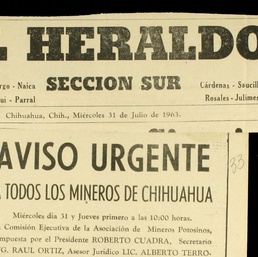 L HERALDO
rgo - Naica
SECCION SUR
Cárdenas - Saucill
ui - Parral
Rosales - Julimes
Chihuahua, Chih., Miércoles 31 de Julio de 1963.
AVISO URGENTE
A TODOS LOS MINEROS DE CHIHUAHUA
33
Miércoles día 31 y Jueves primero a las 10:00 horas.
Comisión Ejecutiva de la Asociación de Mineros Potosinos,
mpuesta por el Presidente ROBERTO CUADRA, Secretario
G. RAUL ORTIZ, Asesor Jurídico LIC. ALBERTO TERRO-